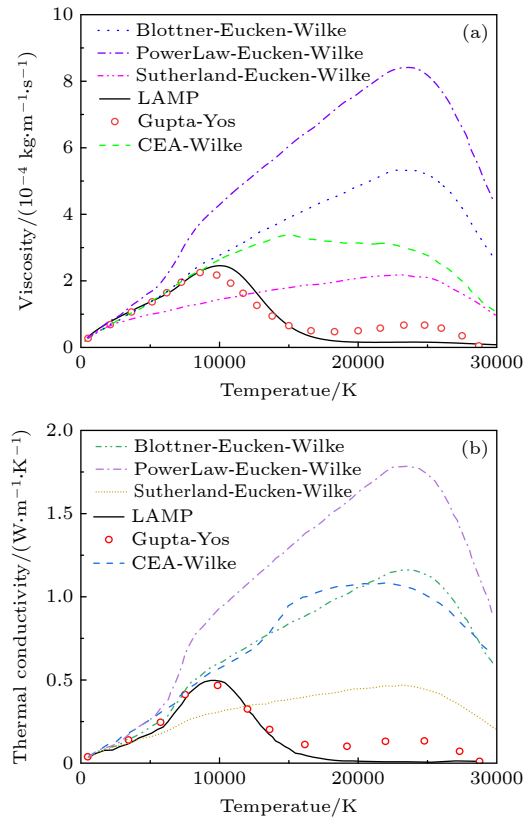 (a)
Blottner-Eucken-Wilke
PowerLaw-Eucken-Wilke
Sutherland-Eucken-Wilke
LAMP
Gupta-Yos
CEA-Wilke
10
8
6
4
2
0
Viscosity/(10⁻⁴ kg·m⁻¹·s⁻¹)
0 10000 20000 30000
Temperatue/K
(b)
Blottner-Eucken-Wilke
PowerLaw-Eucken-Wilke
Sutherland-Eucken-Wilke
LAMP
Gupta-Yos
CEA-Wilke
2.0
1.5
1.0
0.5
0
Thermal conductivity/(W·m⁻¹·K⁻¹)
0 10000 20000 30000
Temperatue/K